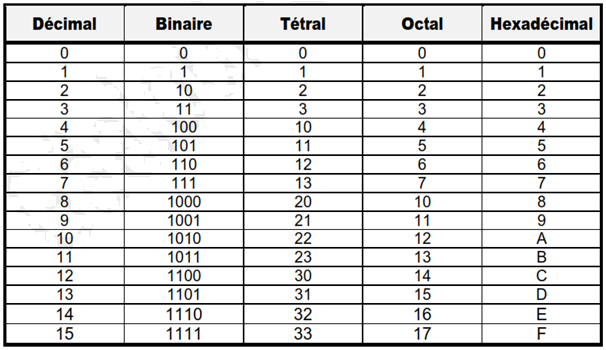 Décimal Binaire Tétral Octal Hexadécimal
0 0 0 0 0
1 1 1 1 1
2 10 2 2 2
3 11 3 3 3
4 100 10 4 4
5 101 11 5 5
6 110 12 6 6
7 111 13 7 7
8 1000 20 10 8
9 1001 21 11 9
10 1010 22 12 A
11 1011 23 13 B
12 1100 30 14 C
13 1101 31 15 D
14 1110 32 16 E
15 1111 33 17 F